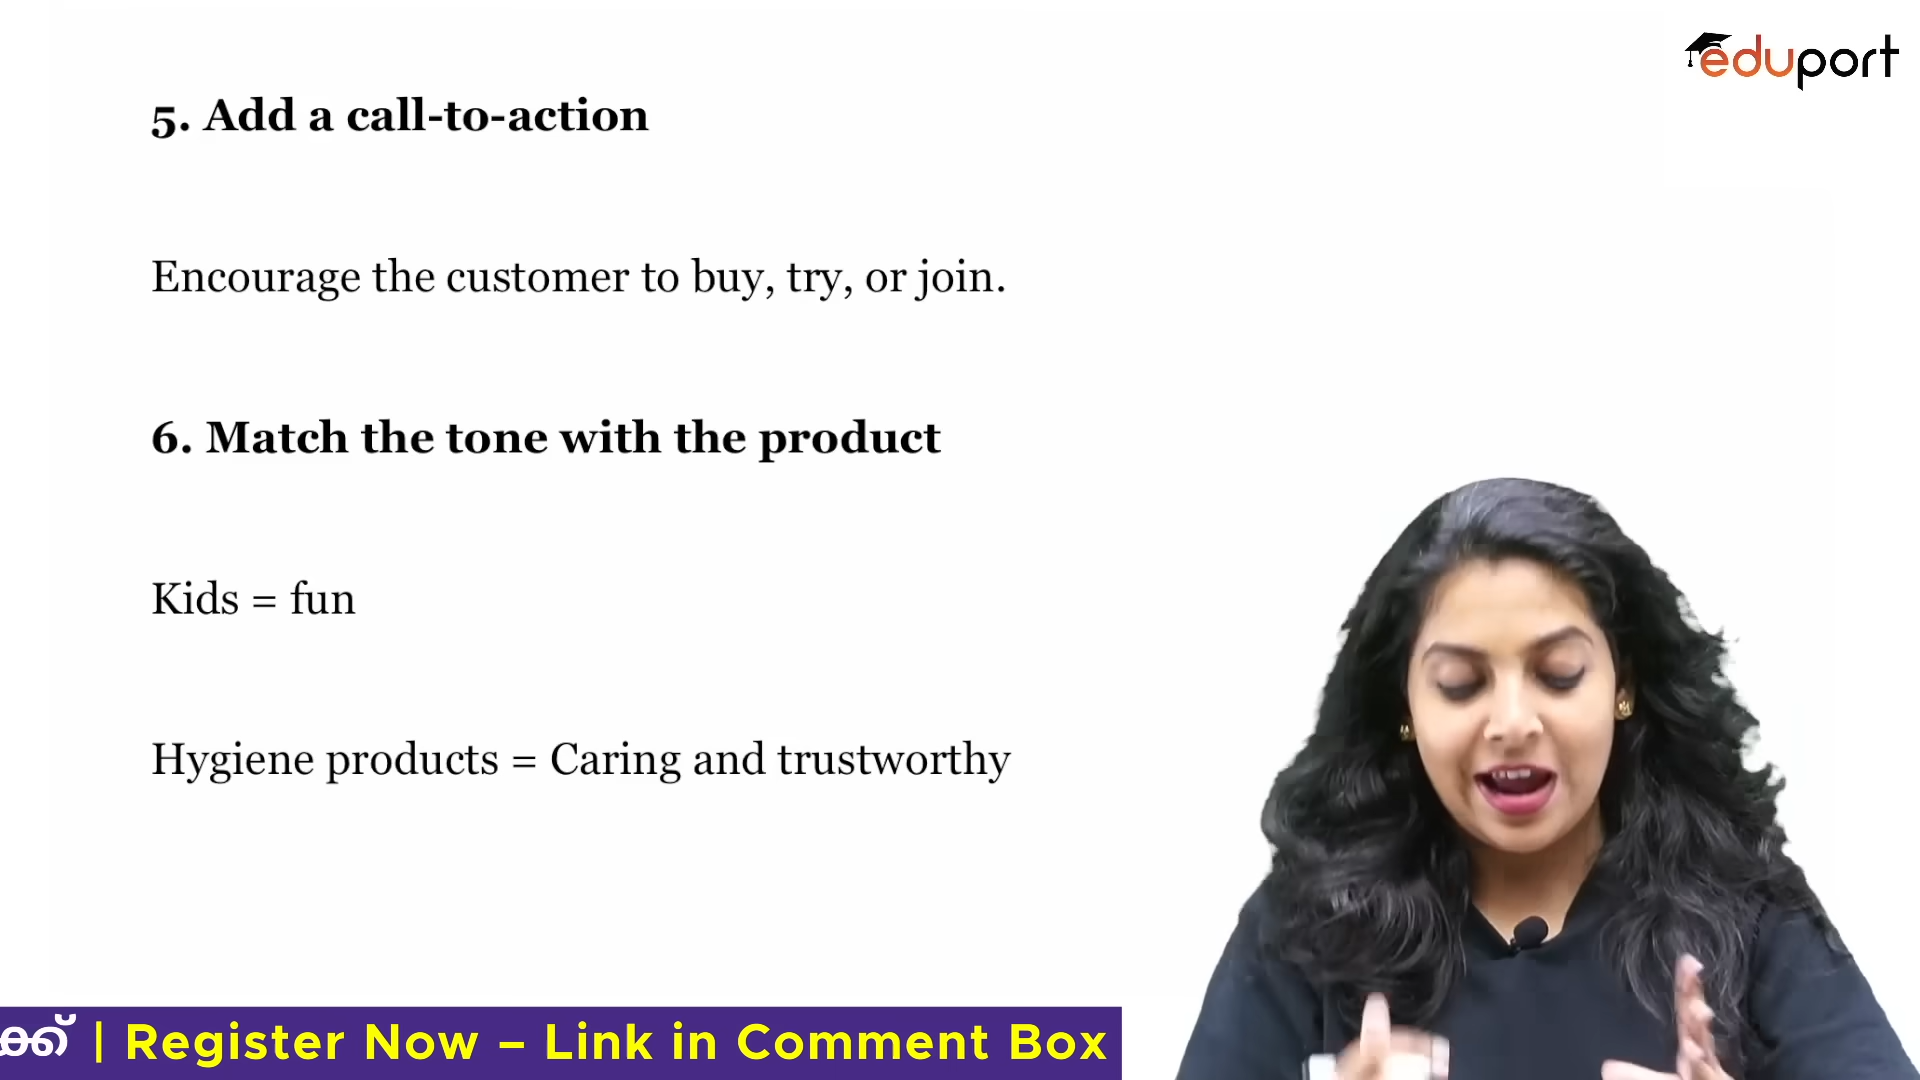 eduport
5. Add a call-to-action
Encourage the customer to buy, try, or join.
6. Match the tone with the product
Kids = fun
Hygiene products = Caring and trustworthy
| Register Now – Link in Comment Box